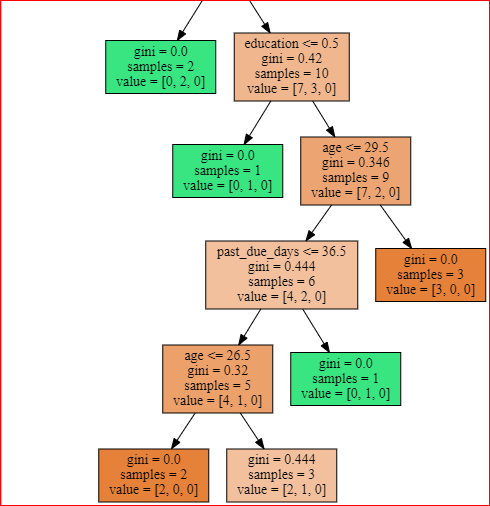 gini = 0.0
samples = 2
value = [0, 2, 0]
education <= 0.5
gini = 0.42
samples = 10
value = [7, 3, 0]
gini = 0.0
samples = 1
value = [0, 1, 0]
age <= 29.5
gini = 0.346
samples = 9
value = [7, 2, 0]
past_due_days <= 36.5
gini = 0.444
samples = 6
value = [4, 2, 0]
gini = 0.0
samples = 3
value = [3, 0, 0]
age <= 26.5
gini = 0.32
samples = 5
value = [4, 1, 0]
gini = 0.0
samples = 1
value = [0, 1, 0]
gini = 0.0
samples = 2
value = [2, 0, 0]
gini = 0.444
samples = 3
value = [2, 1, 0]